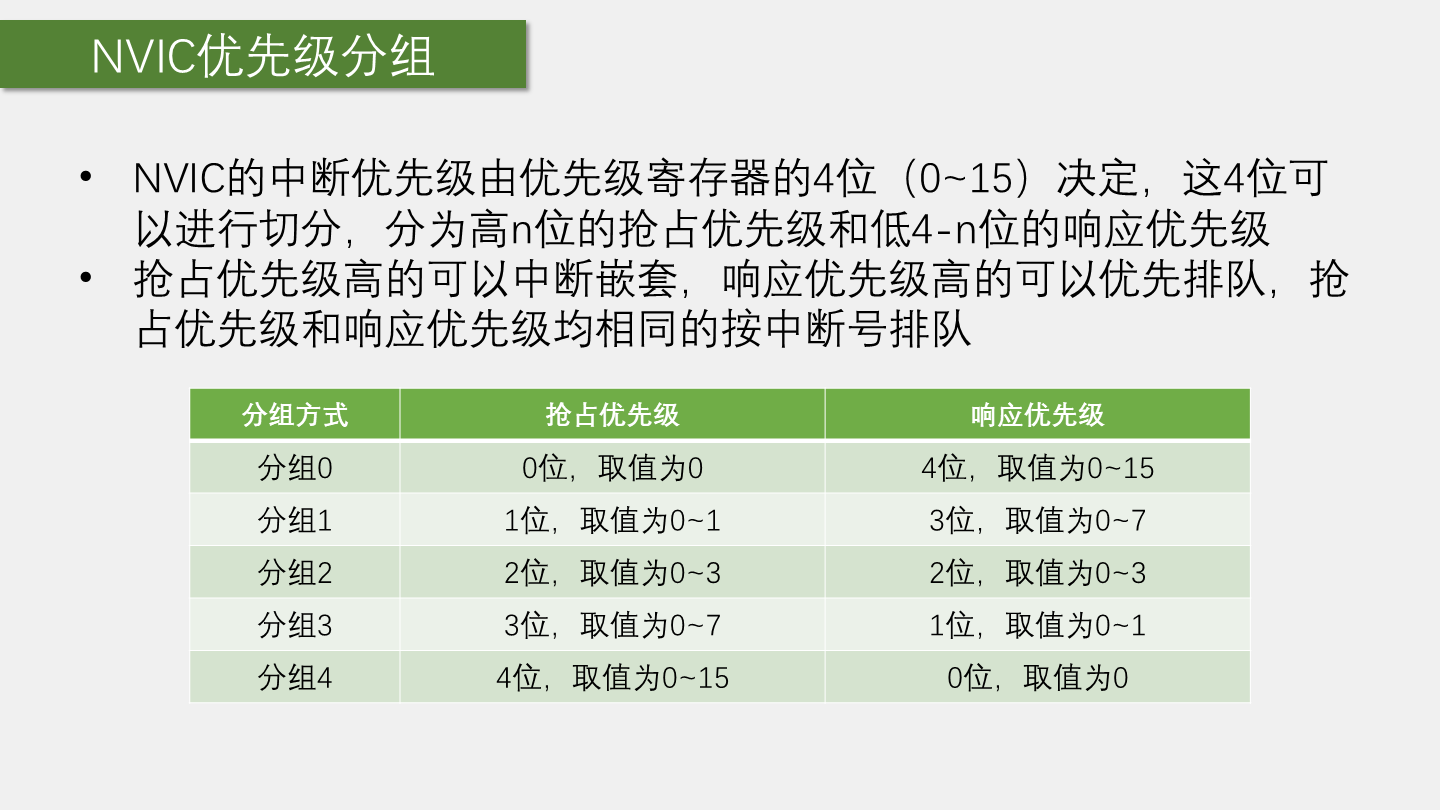 NVIC优先级分组
• NVIC的中断优先级由优先级寄存器的4位（0~15）决定，这4位可
以进行切分，分为高n位的抢占优先级和低4-n位的响应优先级
• 抢占优先级高的可以中断嵌套，响应优先级高的可以优先排队，抢
占优先级和响应优先级均相同的按中断号排队
分组方式 抢占优先级 响应优先级
分组0 0位，取值为0 4位，取值为0~15
分组1 1位，取值为0~1 3位，取值为0~7
分组2 2位，取值为0~3 2位，取值为0~3
分组3 3位，取值为0~7 1位，取值为0~1
分组4 4位，取值为0~15 0位，取值为0